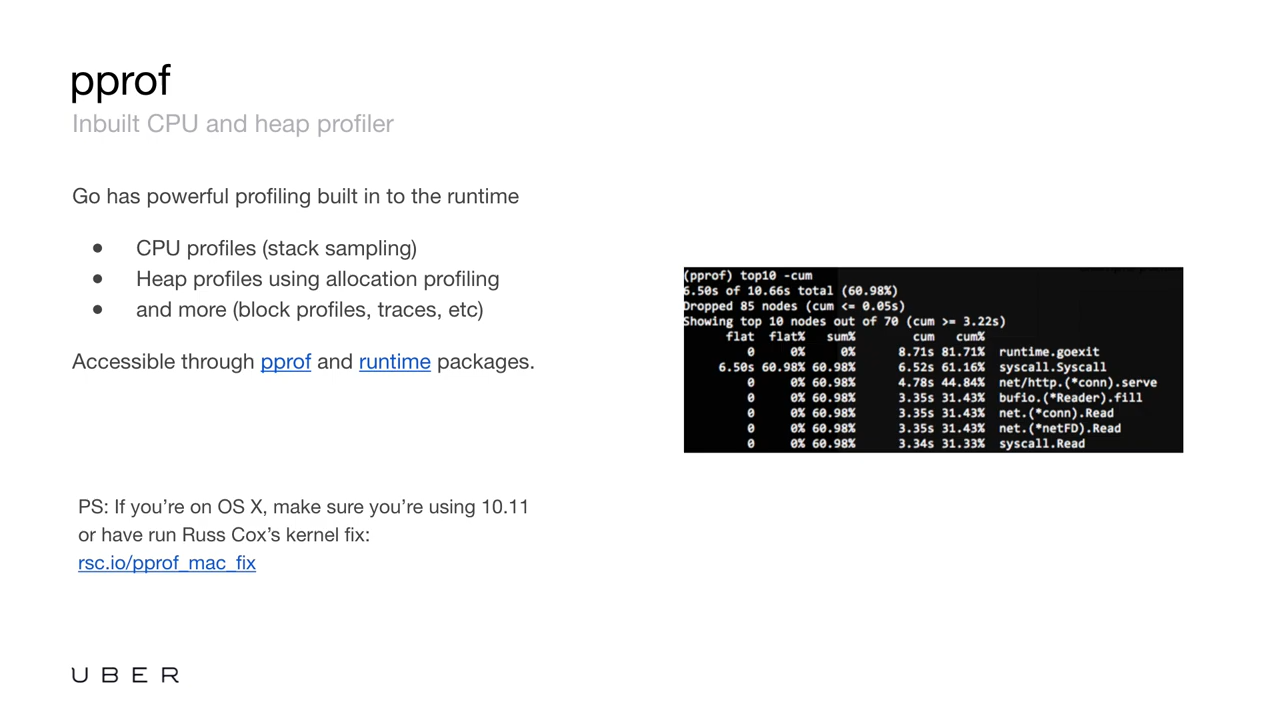 pprof
Inbuilt CPU and heap profiler
Go has powerful profiling built in to the runtime
● CPU profiles (stack sampling)
● Heap profiles using allocation profiling
● and more (block profiles, traces, etc)
Accessible through pprof and runtime packages.
(pprof) top10 -cum
6.50s of 10.66s total (60.98%)
Dropped 85 nodes (cum <= 0.05s)
Showing top 10 nodes out of 70 (cum >= 3.22s)
flat flat% sum% cum cum%
0 0% 0% 8.71s 81.71% runtime.goexit
6.50s 60.98% 60.98% 6.52s 61.16% syscall.Syscall
0 0% 60.98% 4.78s 44.84% net/http.(*conn).serve
0 0% 60.98% 3.35s 31.43% bufio.(*Reader).fill
0 0% 60.98% 3.35s 31.43% net.(*conn).Read
0 0% 60.98% 3.35s 31.43% net.(*netFD).Read
0 0% 60.98% 3.34s 31.33% syscall.Read
PS: If you’re on OS X, make sure you’re using 10.11
or have run Russ Cox’s kernel fix:
rsc.io/pprof_mac_fix
UBER